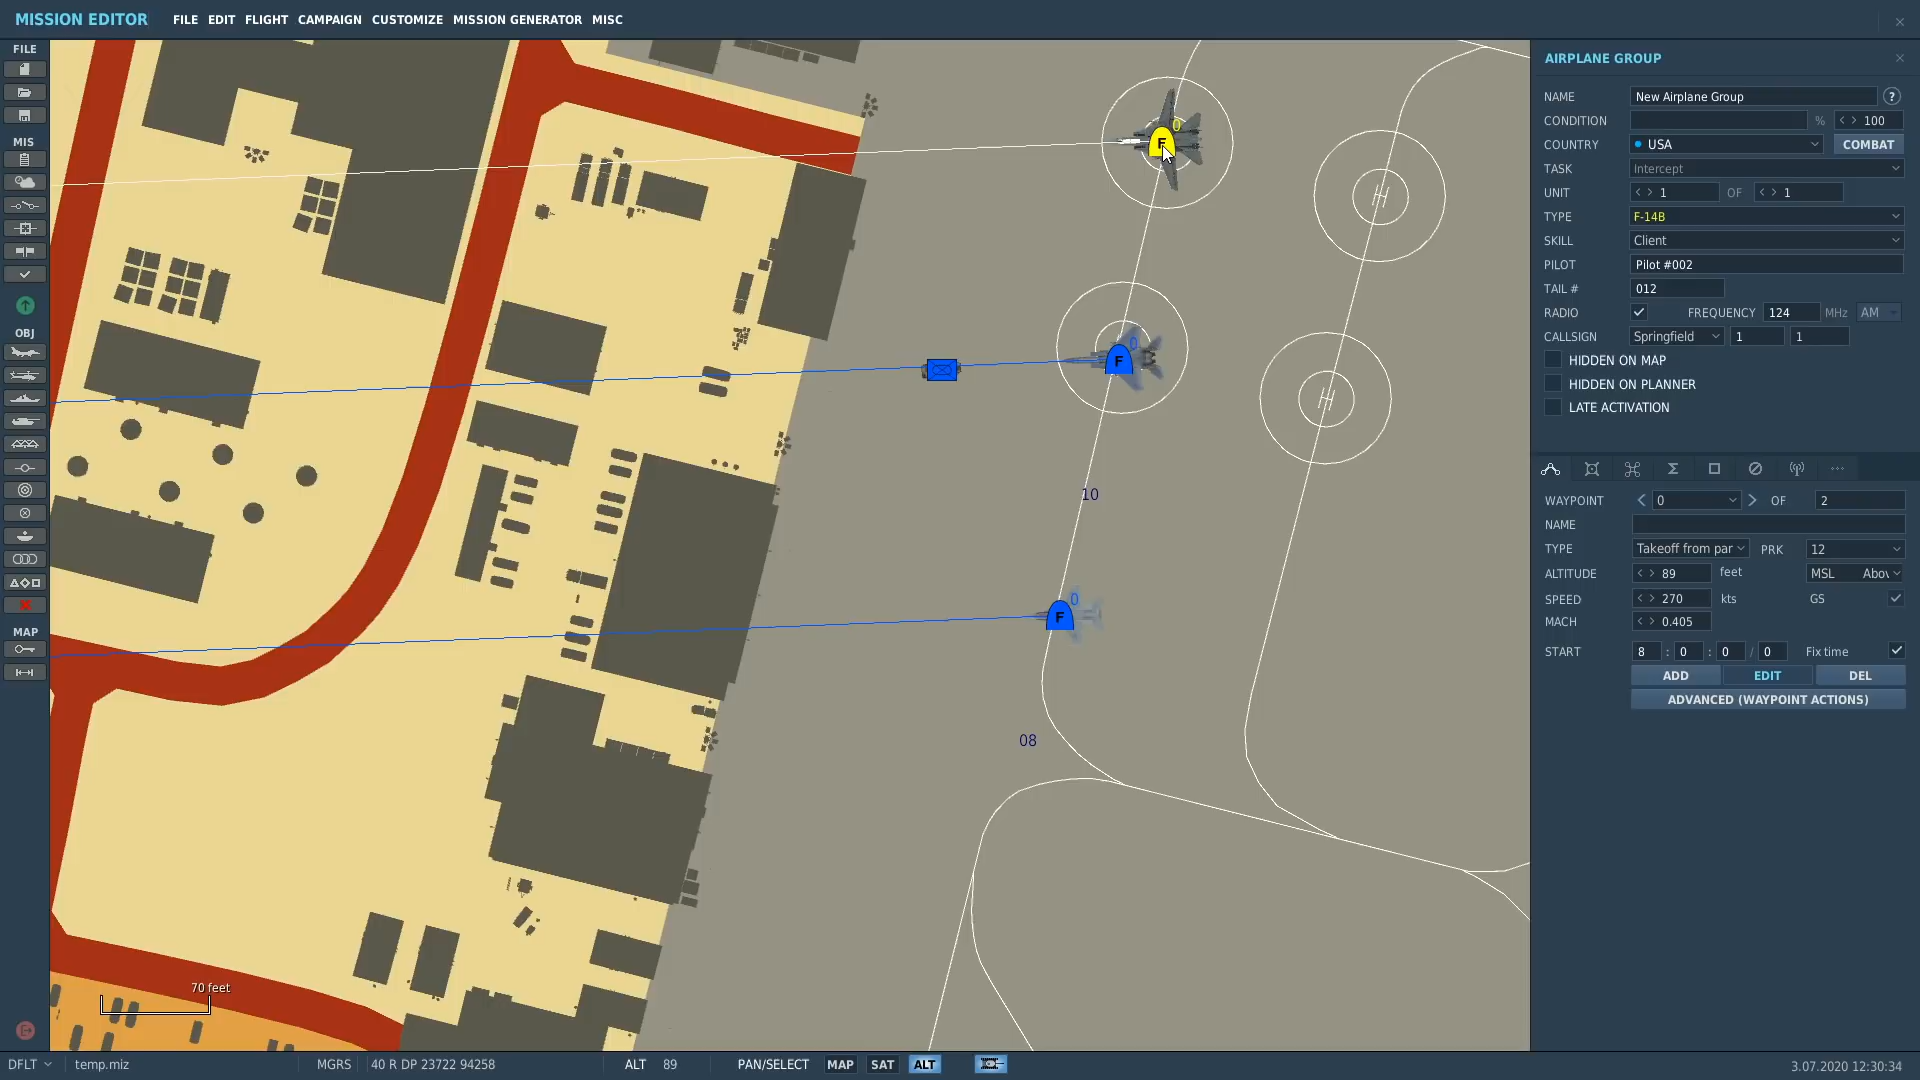 MISSION EDITOR FILE EDIT FLIGHT CAMPAIGN CUSTOMIZE MISSION GENERATOR MISC
FILE
MIS
OBJ
MAP
0
F
0
F
0
F
H
H
10
08
70 feet
AIRPLANE GROUP
NAME New Airplane Group ?
CONDITION % < > 100
COUNTRY USA COMBAT
TASK Intercept
UNIT < > 1 OF < > 1
TYPE F-14B
SKILL Client
PILOT Pilot #002
TAIL # 012
RADIO FREQUENCY 124 MHz AM
CALLSIGN Springfield 1 1
HIDDEN ON MAP
HIDDEN ON PLANNER
LATE ACTIVATION
WAYPOINT < 0 > OF 2
NAME
TYPE Takeoff from par PRK 12
ALTITUDE < > 89 feet MSL Abov
SPEED < > 270 kts GS
MACH < > 0.405
START 8 : 0 : 0 / 0 Fix time
ADD EDIT DEL
ADVANCED (WAYPOINT ACTIONS)
DFLT temp.miz MGRS 40 R DP 23722 94258 ALT 89 PAN/SELECT MAP SAT ALT 3.07.2020 12:30:34